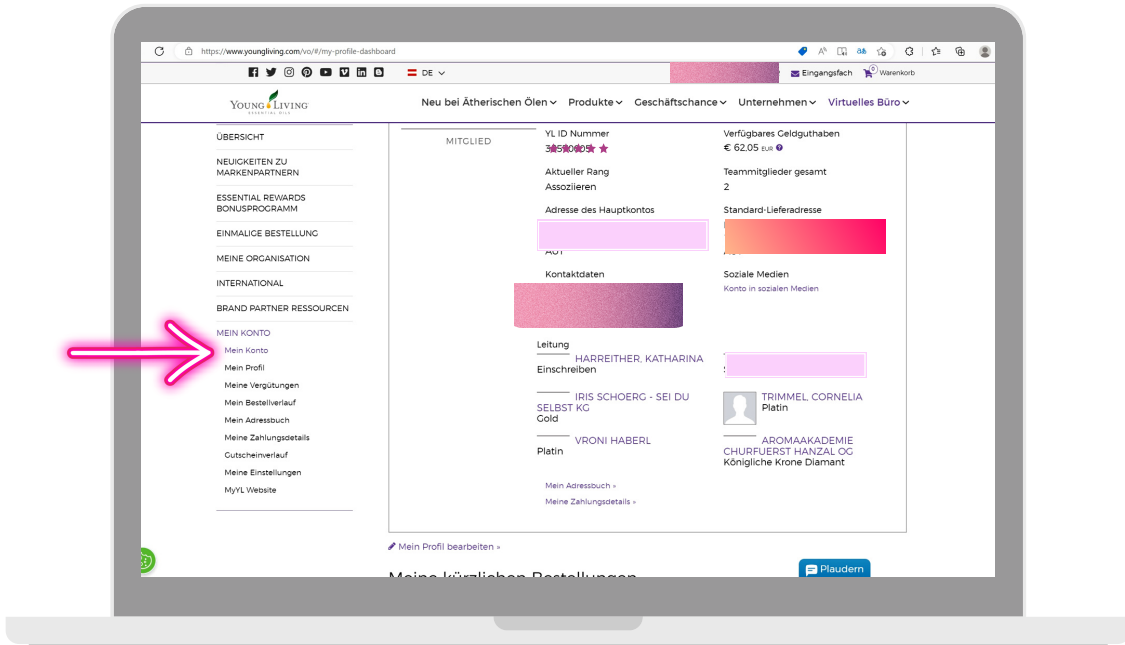 https://www.youngliving.com/vo/#/my-profile-dashboard
DE
Eingangsfach
0
Warenkorb
YOUNG LIVING
ESSENTIAL OILS
Neu bei Ätherischen Ölen
Produkte
Geschäftschance
Unternehmen
Virtuelles Büro
ÜBERSICHT
NEUIGKEITEN ZU
MARKENPARTNERN
ESSENTIAL REWARDS
BONUSPROGRAMM
EINMALIGE BESTELLUNG
MEINE ORGANISATION
INTERNATIONAL
BRAND PARTNER RESSOURCEN
MEIN KONTO
Mein Konto
Mein Profil
Meine Vergütungen
Mein Bestellverlauf
Mein Adressbuch
Meine Zahlungsdetails
Gutscheinverlauf
Meine Einstellungen
MyYL Website
MITGLIED
YL ID Nummer
Verfügbares Geldguthaben
€ 62,05 EUR
Aktueller Rang
Assoziieren
Teammitglieder gesamt
2
Adresse des Hauptkontos
Standard-Lieferadresse
Kontaktdaten
Soziale Medien
Konto in sozialen Medien
Leitung
HARREITHER, KATHARINA
Einschreiben
IRIS SCHOERG - SEI DU
SELBST KG
Gold
TRIMMEL, CORNELIA
Platin
VRONI HABERL
Platin
AROMAAKADEMIE
CHURFUERST HANZAL OG
Königliche Krone Diamant
Mein Adressbuch »
Meine Zahlungsdetails »
Mein Profil bearbeiten »
Meine kürzlichen Bestellungen
Plaudern